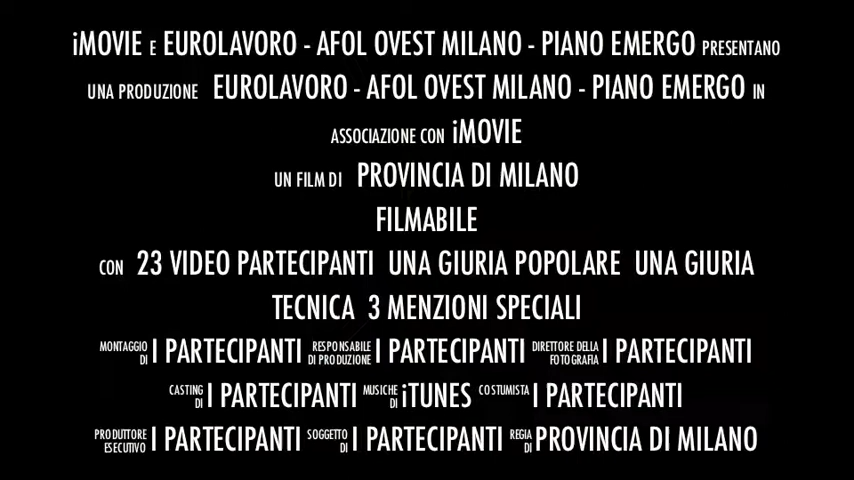 iMOVIE E EUROLAVORO - AFOL OVEST MILANO - PIANO EMERGO PRESENTANO
UNA PRODUZIONE EUROLAVORO - AFOL OVEST MILANO - PIANO EMERGO IN
ASSOCIAZIONE CON iMOVIE
UN FILM DI PROVINCIA DI MILANO
FILMABILE
CON 23 VIDEO PARTECIPANTI UNA GIURIA POPOLARE UNA GIURIA
TECNICA 3 MENZIONI SPECIALI
MONTAGGIO DI I PARTECIPANTI RESPONSABILE DI PRODUZIONE I PARTECIPANTI DIRETTORE DELLA FOTOGRAFIA I PARTECIPANTI
CASTING DI I PARTECIPANTI MUSICHE DI iTUNES COSTUMISTA I PARTECIPANTI
PRODUTTORE ESECUTIVO I PARTECIPANTI SOGGETTO DI I PARTECIPANTI REGIA DI PROVINCIA DI MILANO